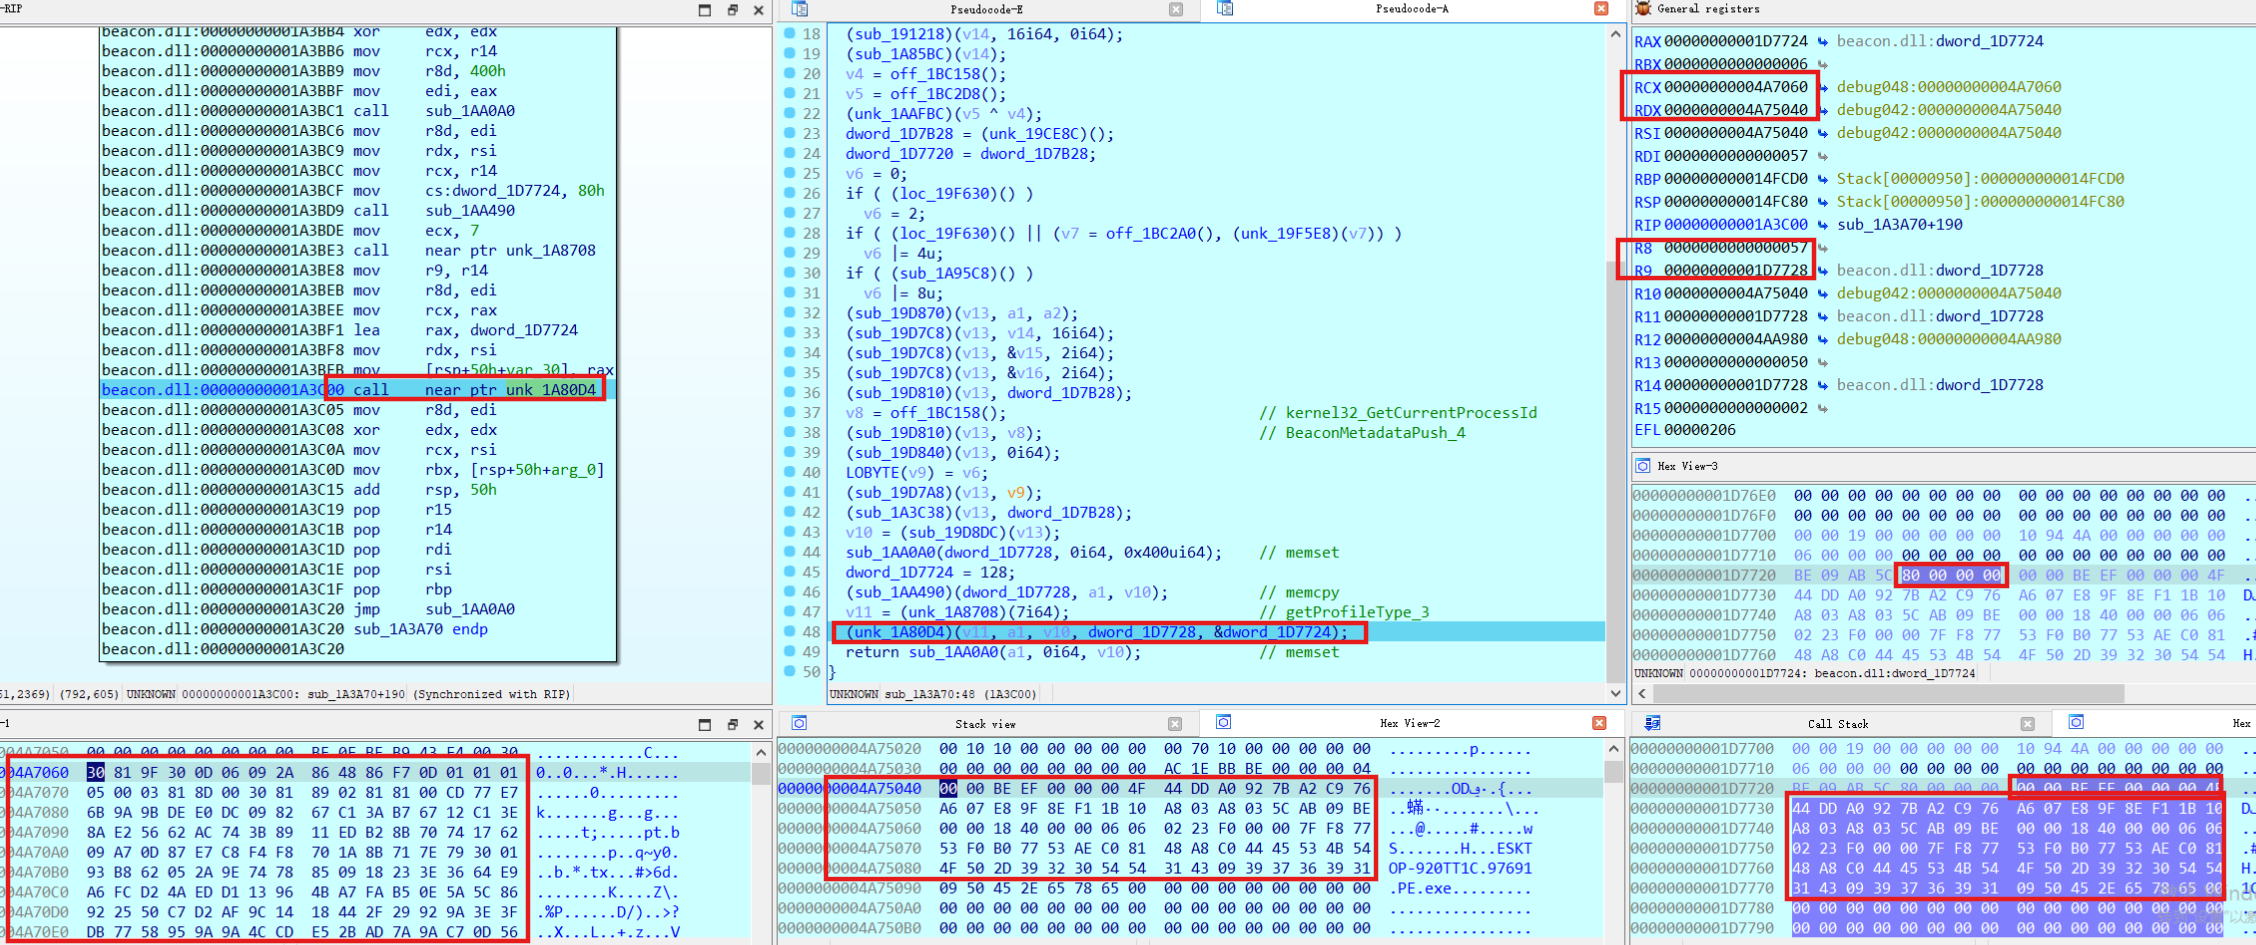 -RIP
beacon.dll:00000000001A3BB4 xor edx, edx
beacon.dll:00000000001A3BB6 mov rcx, r14
beacon.dll:00000000001A3BB9 mov r8d, 400h
beacon.dll:00000000001A3BBF mov edi, eax
beacon.dll:00000000001A3BC1 call sub_1AA0A0
beacon.dll:00000000001A3BC6 mov r8d, edi
beacon.dll:00000000001A3BC9 mov rdx, rsi
beacon.dll:00000000001A3BCC mov rcx, r14
beacon.dll:00000000001A3BCF mov cs:dword_1D7724, 80h
beacon.dll:00000000001A3BD9 call sub_1AA490
beacon.dll:00000000001A3BDE mov ecx, 7
beacon.dll:00000000001A3BE3 call near ptr unk_1A8708
beacon.dll:00000000001A3BE8 mov r9, r14
beacon.dll:00000000001A3BEB mov r8d, edi
beacon.dll:00000000001A3BEE mov rcx, rax
beacon.dll:00000000001A3BF1 lea rax, dword_1D7724
beacon.dll:00000000001A3BF8 mov rdx, rsi
beacon.dll:00000000001A3BFB mov [rsp+50h+var_30], rax
beacon.dll:00000000001A3C00 call near ptr unk_1A80D4
beacon.dll:00000000001A3C05 mov r8d, edi
beacon.dll:00000000001A3C08 xor edx, edx
beacon.dll:00000000001A3C0A mov rcx, rsi
beacon.dll:00000000001A3C0D mov rbx, [rsp+50h+arg_0]
beacon.dll:00000000001A3C15 add rsp, 50h
beacon.dll:00000000001A3C19 pop r15
beacon.dll:00000000001A3C1B pop r14
beacon.dll:00000000001A3C1D pop rdi
beacon.dll:00000000001A3C1E pop rsi
beacon.dll:00000000001A3C1F pop rbp
beacon.dll:00000000001A3C20 jmp sub_1AA0A0
beacon.dll:00000000001A3C20 sub_1A3A70 endp
beacon.dll:00000000001A3C20
51,2369) (792,605) UNKNOWN 00000000001A3C00: sub_1A3A70+190 (Synchronized with RIP)
Pseudocode-E
Pseudocode-A
18 (sub_191218)(v14, 16i64, 0i64);
19 (sub_1A85BC)(v14);
20 v4 = off_1BC158();
21 v5 = off_1BC2D8();
22 (unk_1AAFBC)(v5 ^ v4);
23 dword_1D7B28 = (unk_19CE8C)();
24 dword_1D7720 = dword_1D7B28;
25 v6 = 0;
26 if ( (loc_19F630)() )
27 v6 = 2;
28 if ( (loc_19F630)() || (v7 = off_1BC2A0(), (unk_19F5E8)(v7)) )
29 v6 |= 4u;
30 if ( (sub_1A95C8)() )
31 v6 |= 8u;
32 (sub_19D870)(v13, a1, a2);
33 (sub_19D7C8)(v13, v14, 16i64);
34 (sub_19D7C8)(v13, &v15, 2i64);
35 (sub_19D7C8)(v13, &v16, 2i64);
36 (sub_19D810)(v13, dword_1D7B28);
37 v8 = off_1BC158(); // kernel32_GetCurrentProcessId
38 (sub_19D810)(v13, v8); // BeaconMetadataPush_4
39 (sub_19D840)(v13, 0i64);
40 LOBYTE(v9) = v6;
41 (sub_19D7A8)(v13, v9);
42 (sub_1A3C38)(v13, dword_1D7B28);
43 v10 = (sub_19D8DC)(v13);
44 sub_1AA0A0(dword_1D7728, 0i64, 0x400ui64); // memset
45 dword_1D7724 = 128;
46 (sub_1AA490)(dword_1D7728, a1, v10); // memcpy
47 v11 = (unk_1A8708)(7i64); // getProfileType_3
48 (unk_1A80D4)(v11, a1, v10, dword_1D7728, &dword_1D7724);
49 return sub_1AA0A0(a1, 0i64, v10); // memset
50 }
UNKNOWN sub_1A3A70:48 (1A3C00)
General registers
RAX 00000000001D7724 beacon.dll:dword_1D7724
RBX 0000000000000006
RCX 00000000004A7060 debug048:00000000004A7060
RDX 0000000004A75040 debug042:0000000004A75040
RSI 0000000004A75040 debug042:0000000004A75040
RDI 0000000000000057
RBP 000000000014FCD0 Stack[00000950]:000000000014FCD0
RSP 000000000014FC80 Stack[00000950]:000000000014FC80
RIP 00000000001A3C00 sub_1A3A70+190
R8 0000000000000057
R9 00000000001D7728 beacon.dll:dword_1D7728
R10 0000000004A75040 debug042:0000000004A75040
R11 00000000001D7728 beacon.dll:dword_1D7728
R12 00000000004AA980 debug048:00000000004AA980
R13 0000000000000050
R14 00000000001D7728 beacon.dll:dword_1D7728
R15 0000000000000002
EFL 00000206
Hex View-3
00000000001D76E0 00 00 00 00 00 00 00 00 00 00 00 00 00 00 00 00
00000000001D76F0 00 00 00 00 00 00 00 00 00 00 00 00 00 00 00 00
00000000001D7700 00 00 19 00 00 00 00 00 10 94 4A 00 00 00 00 00
00000000001D7710 06 00 00 00 00 00 00 00 00 00 00 00 00 00 00 00
00000000001D7720 BE 09 AB 5C 80 00 00 00 00 00 BE EF 00 00 00 4F
00000000001D7730 44 DD A0 92 7B A2 C9 76 A6 07 E8 9F 8E F1 1B 10 D
00000000001D7740 A8 03 A8 03 5C AB 09 BE 00 00 18 40 00 00 06 06
00000000001D7750 02 23 F0 00 00 7F F8 77 53 F0 B0 77 53 AE C0 81 .#
00000000001D7760 48 A8 C0 44 45 53 4B 54 4F 50 2D 39 32 30 54 54 H.
UNKNOWN 00000000001D7724: beacon.dll:dword_1D7724
-1
004A7050 00 00 00 00 00 00 00 00 BE 0E BE B9 43 E4 00 30 ............C...
004A7060 30 81 9F 30 0D 06 09 2A 86 48 86 F7 0D 01 01 01 0..0...*.H......
004A7070 05 00 03 81 8D 00 30 81 89 02 81 81 00 CD 77 E7 ......0.........
004A7080 6B 9A 9B DE E0 DC 09 82 67 C1 3A B7 67 12 C1 3E k.......g...g...
004A7090 8A E2 56 62 AC 74 3B 89 11 ED B2 8B 70 74 17 62 .....t;.....pt.b
004A70A0 09 A7 0D 87 E7 C8 F4 F8 70 1A 8B 71 7E 79 30 01 ........p..q~y0.
004A70B0 93 B8 62 05 2A 9E 74 78 85 09 18 23 3E 36 64 E9 ..b.*.tx...#>6d.
004A70C0 A6 FC D2 4A ED D1 13 96 4B A7 FA B5 0E 5A 5C 86 ........K....Z\.
004A70D0 92 25 50 C7 D2 AF 9C 14 18 44 2F 29 92 9A 3E 3F .%P......D/)..>?
004A70E0 DB 77 58 95 9A 9A 4C CD E5 2B AD 7A 9A C7 0D 56 ..X...L..+.z...V
Stack view
Hex View-2
0000000004A75020 00 10 10 00 00 00 00 00 00 70 10 00 00 00 00 00 .........p......
0000000004A75030 00 00 00 00 00 00 00 00 AC 1E BB BE 00 00 00 04
0000000004A75040 00 00 BE EF 00 00 00 4F 44 DD A0 92 7B A2 C9 76
0000000004A75050 A6 07 E8 9F 8E F1 1B 10 A8 03 A8 03 5C AB 09 BE
0000000004A75060 00 00 18 40 00 00 06 06 02 23 F0 00 00 7F F8 77 ...@.....#.....w
0000000004A75070 53 F0 B0 77 53 AE C0 81 48 A8 C0 44 45 53 4B 54 S.......H...ESKT
0000000004A75080 4F 50 2D 39 32 30 54 54 31 43 09 39 37 36 39 31 OP-920TT1C.97691
0000000004A75090 09 50 45 2E 65 78 65 00 00 00 00 00 00 00 00 00 .PE.exe.........
0000000004A750A0 00 00 00 00 00 00 00 00 00 00 00 00 00 00 00 00 ................
0000000004A750B0 00 00 00 00 00 00 00 00 00 00 00 00 00 00 00 00 ................
Call Stack
Hex
00000000001D7700 00 00 19 00 00 00 00 00 10 94 4A 00 00 00 00 00
00000000001D7710 06 00 00 00 00 00 00 00 00 00 00 00 00 00 00 00
00000000001D7720 BE 09 AB 5C 80 00 00 00 00 00 BE EF 00 00 00 4F
00000000001D7730 44 DD A0 92 7B A2 C9 76 A6 07 E8 9F 8E F1 1B 10 D
00000000001D7740 A8 03 A8 03 5C AB 09 BE 00 00 18 40 00 00 06 06
00000000001D7750 02 23 F0 00 00 7F F8 77 53 F0 B0 77 53 AE C0 81 .#
00000000001D7760 48 A8 C0 44 45 53 4B 54 4F 50 2D 39 32 30 54 54 H.
00000000001D7770 31 43 09 39 37 36 39 31 09 50 45 2E 65 78 65 00 1C
00000000001D7780 00 00 00 00 00 00 00 00 00 00 00 00 00 00 00 00
00000000001D7790 00 00 00 00 00 00 00 00 00 00 00 00 00 00 00 00